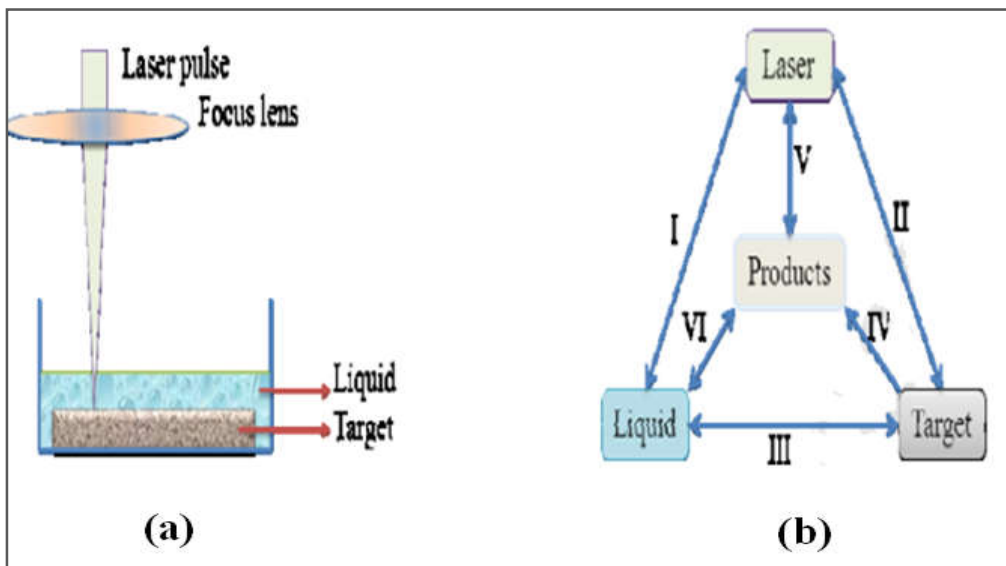 Laser pulse
Focus lens
Liquid
Target
(a)
Laser
V
I
II
Products
VI
IV
Liquid
Target
III
(b)